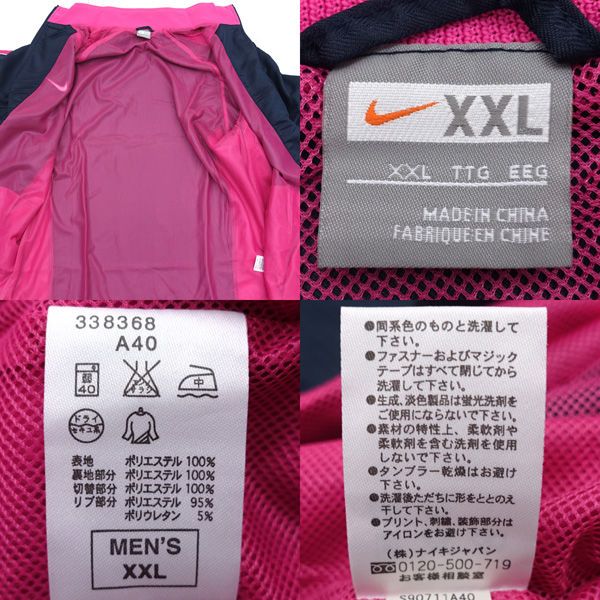 XXL
XXL TTG EEG
MADE IN CHINA
FABRIQUE EN CHINE
338368
A40
弱
40
エンソ
サラシ
中
ドライ
セキユ系
表地 ポリエステル 100%
裏地部分 ポリエステル 100%
切替部分 ポリエステル 100%
リブ部分 ポリエステル 95%
ポリウレタン 5%
MEN'S
XXL
●同系色のものと洗濯して
下さい。
●ファスナーおよびマジック
テープはすべて閉じてから
洗濯して下さい。
●生成、淡色製品は蛍光洗剤を
ご使用にならないで下さい。
●素材の特性上、柔軟剤や
柔軟剤を含む洗剤を使用
しないで下さい。
●タンブラー乾燥はお避け
下さい。
●洗濯後ただちに形をととのえ
干して下さい。
●プリント、刺繍、装飾部分は
アイロンをお避け下さい。
(株)ナイキジャパン
0120-500-719
お客様相談室
S90711A40